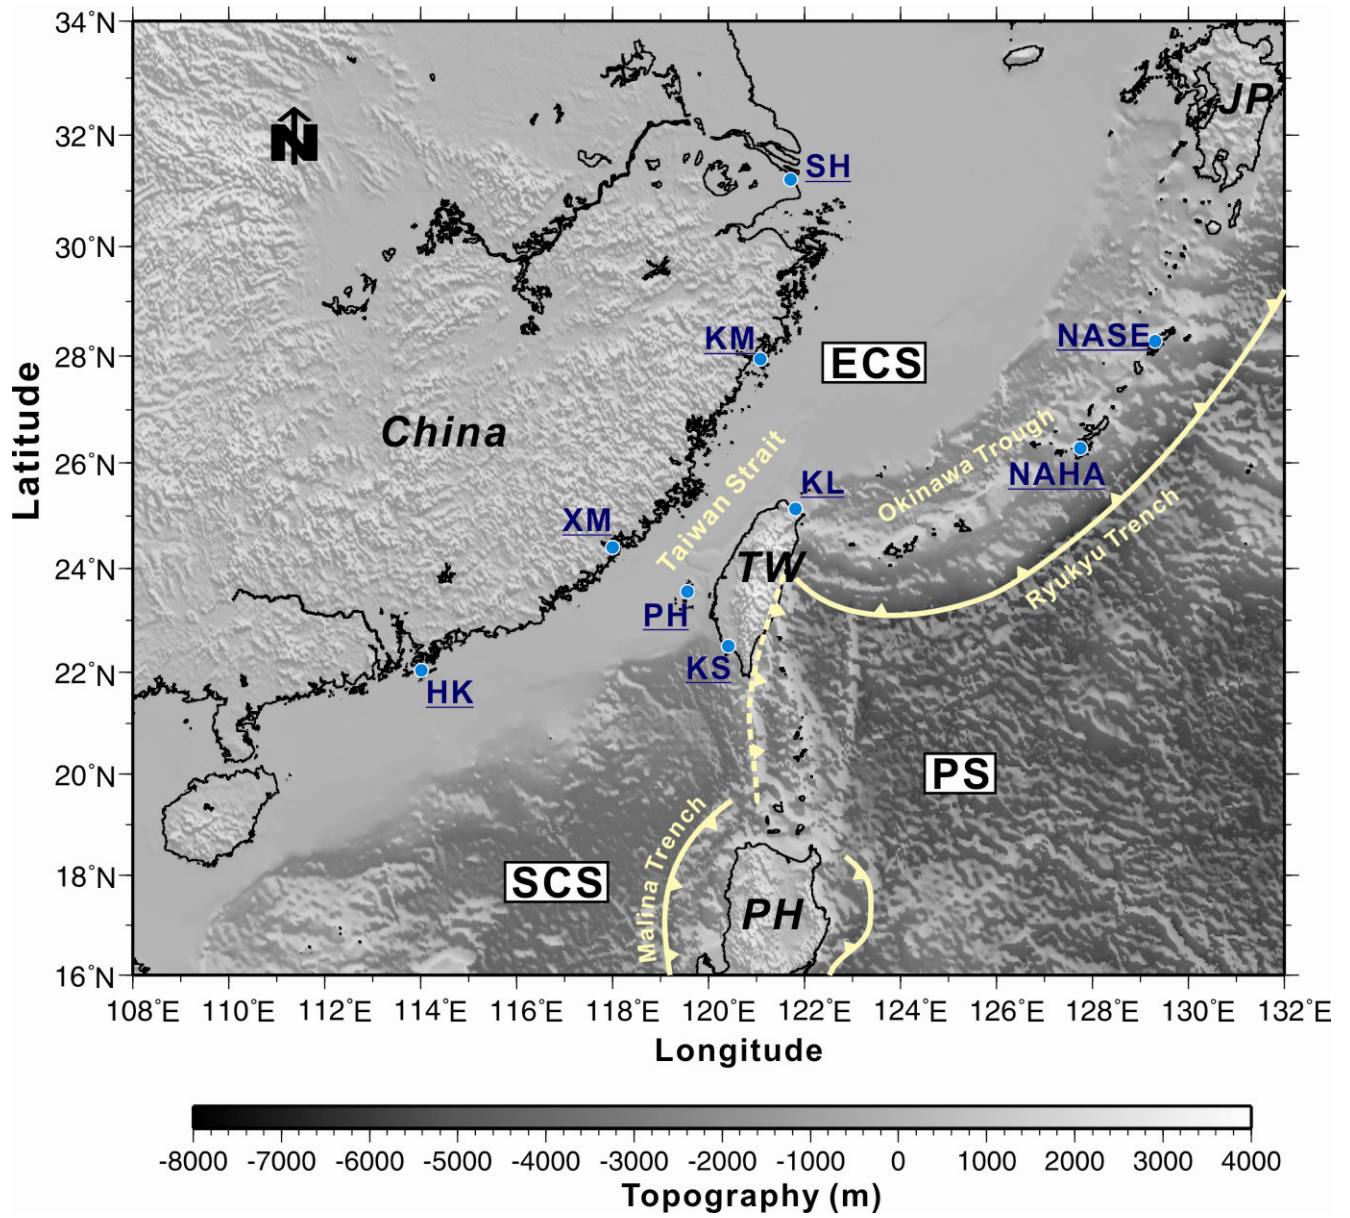 34°N
32°N
30°N
28°N
26°N
24°N
22°N
20°N
18°N
16°N
Latitude
N
JP
SH
KM
ECS
NASE
China
Taiwan Strait
Okinawa Trough
NAHA
KL
XM
TW
Ryukyu Trench
PH
KS
HK
PS
Malina Trench
SCS
PH
108°E 110°E 112°E 114°E 116°E 118°E 120°E 122°E 124°E 126°E 128°E 130°E 132°E
Longitude
-8000 -7000 -6000 -5000 -4000 -3000 -2000 -1000 0 1000 2000 3000 4000
Topography (m)